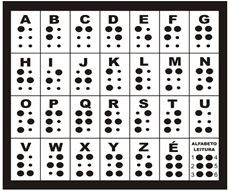 A B C D E F G
H I J K L M N
O P Q R S T U
V W X Y Z É ALFABETO
LEITURA
1 4
2 5
3 6